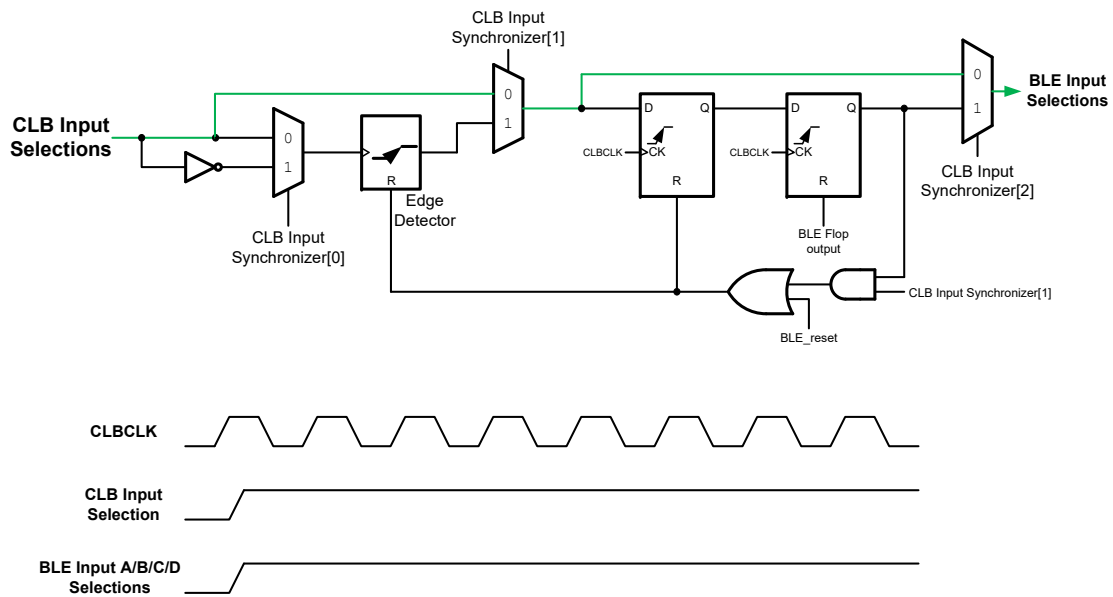 CLB Input
Synchronizer[1]
0
1
CLB Input
Selections
0
1
R
Edge
Detector
CLB Input
Synchronizer[0]
D
Q
CLBCLK
CK
R
D
Q
CLBCLK
CK
R
BLE Flop
output
0
1
BLE Input
Selections
CLB Input
Synchronizer[2]
CLB Input Synchronizer[1]
BLE_reset
CLBCLK
CLB Input
Selection
BLE Input A/B/C/D
Selections